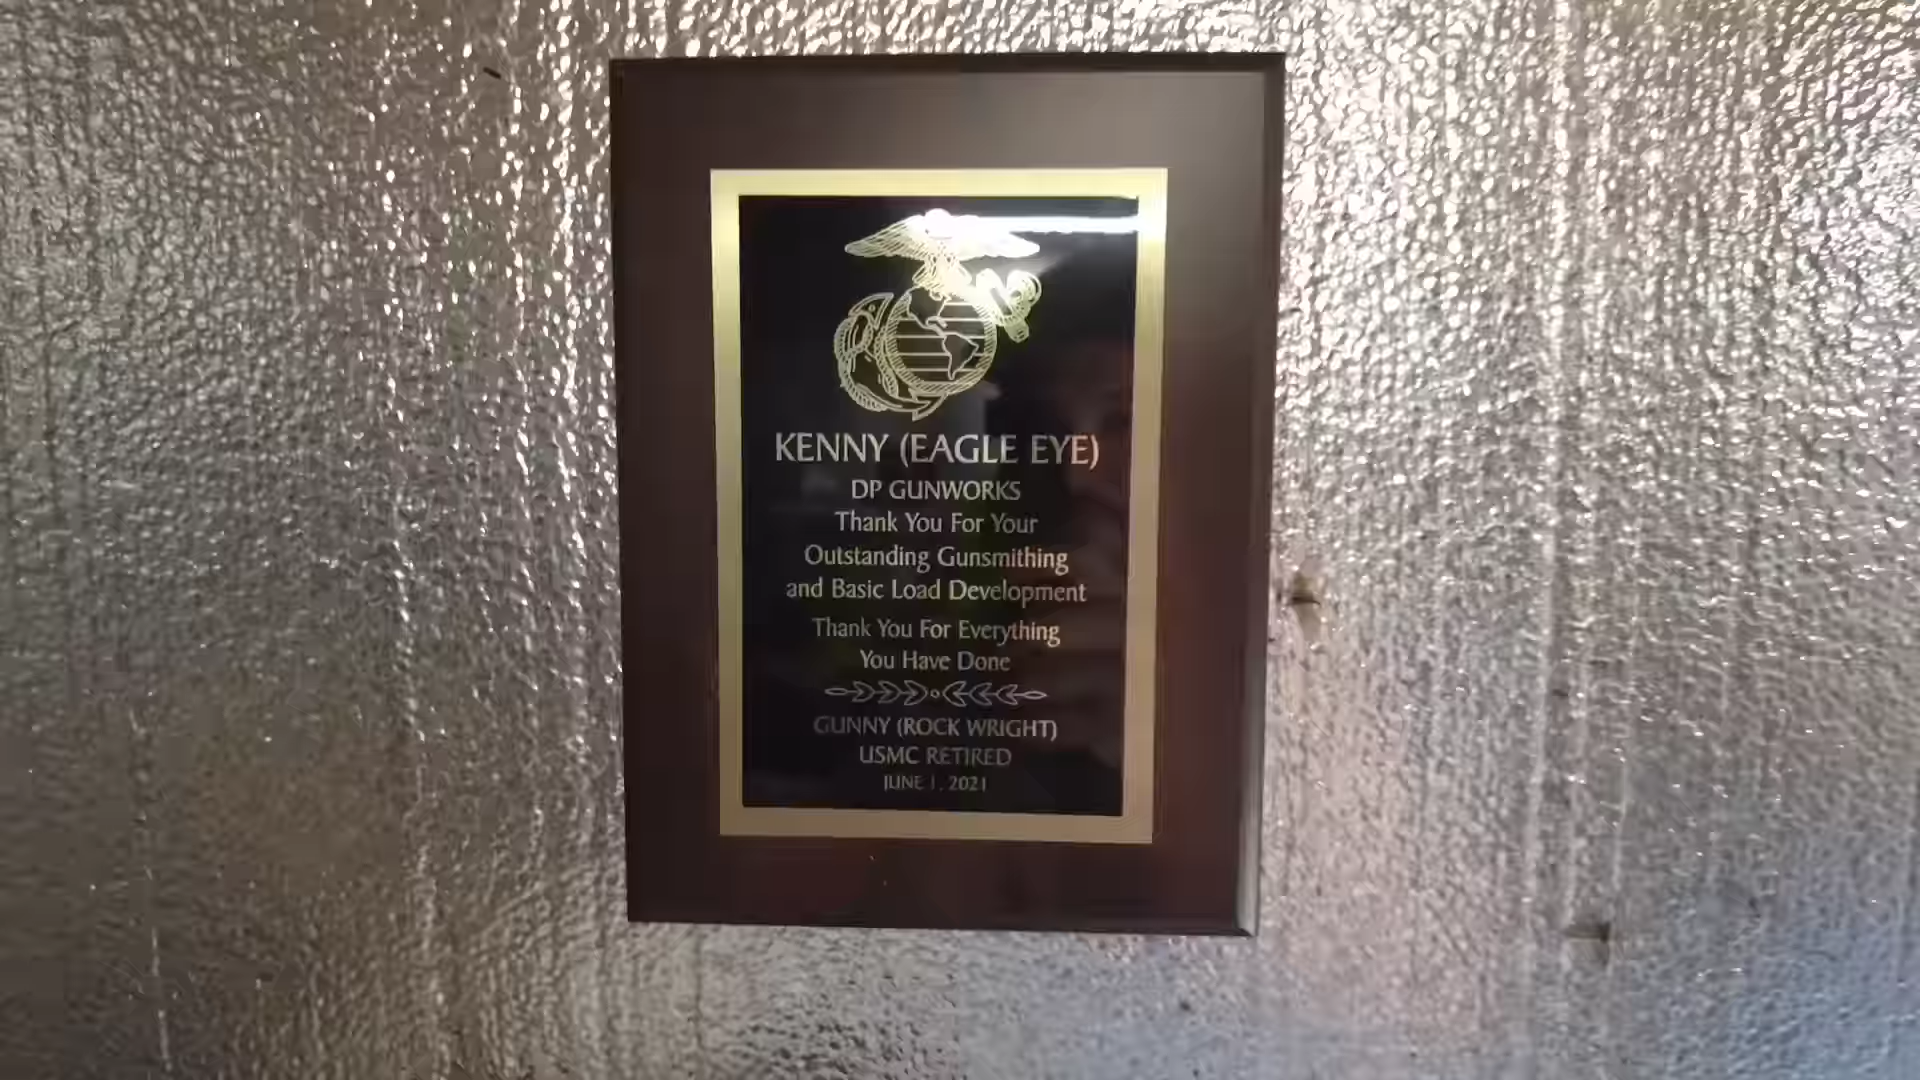 KENNY (EAGLE EYE)
DP GUNWORKS
Thank You For Your
Outstanding Gunsmithing
and Basic Load Development
Thank You For Everything
You Have Done
GUNNY (ROCK WRIGHT)
USMC RETIRED
JUNE 1, 2021